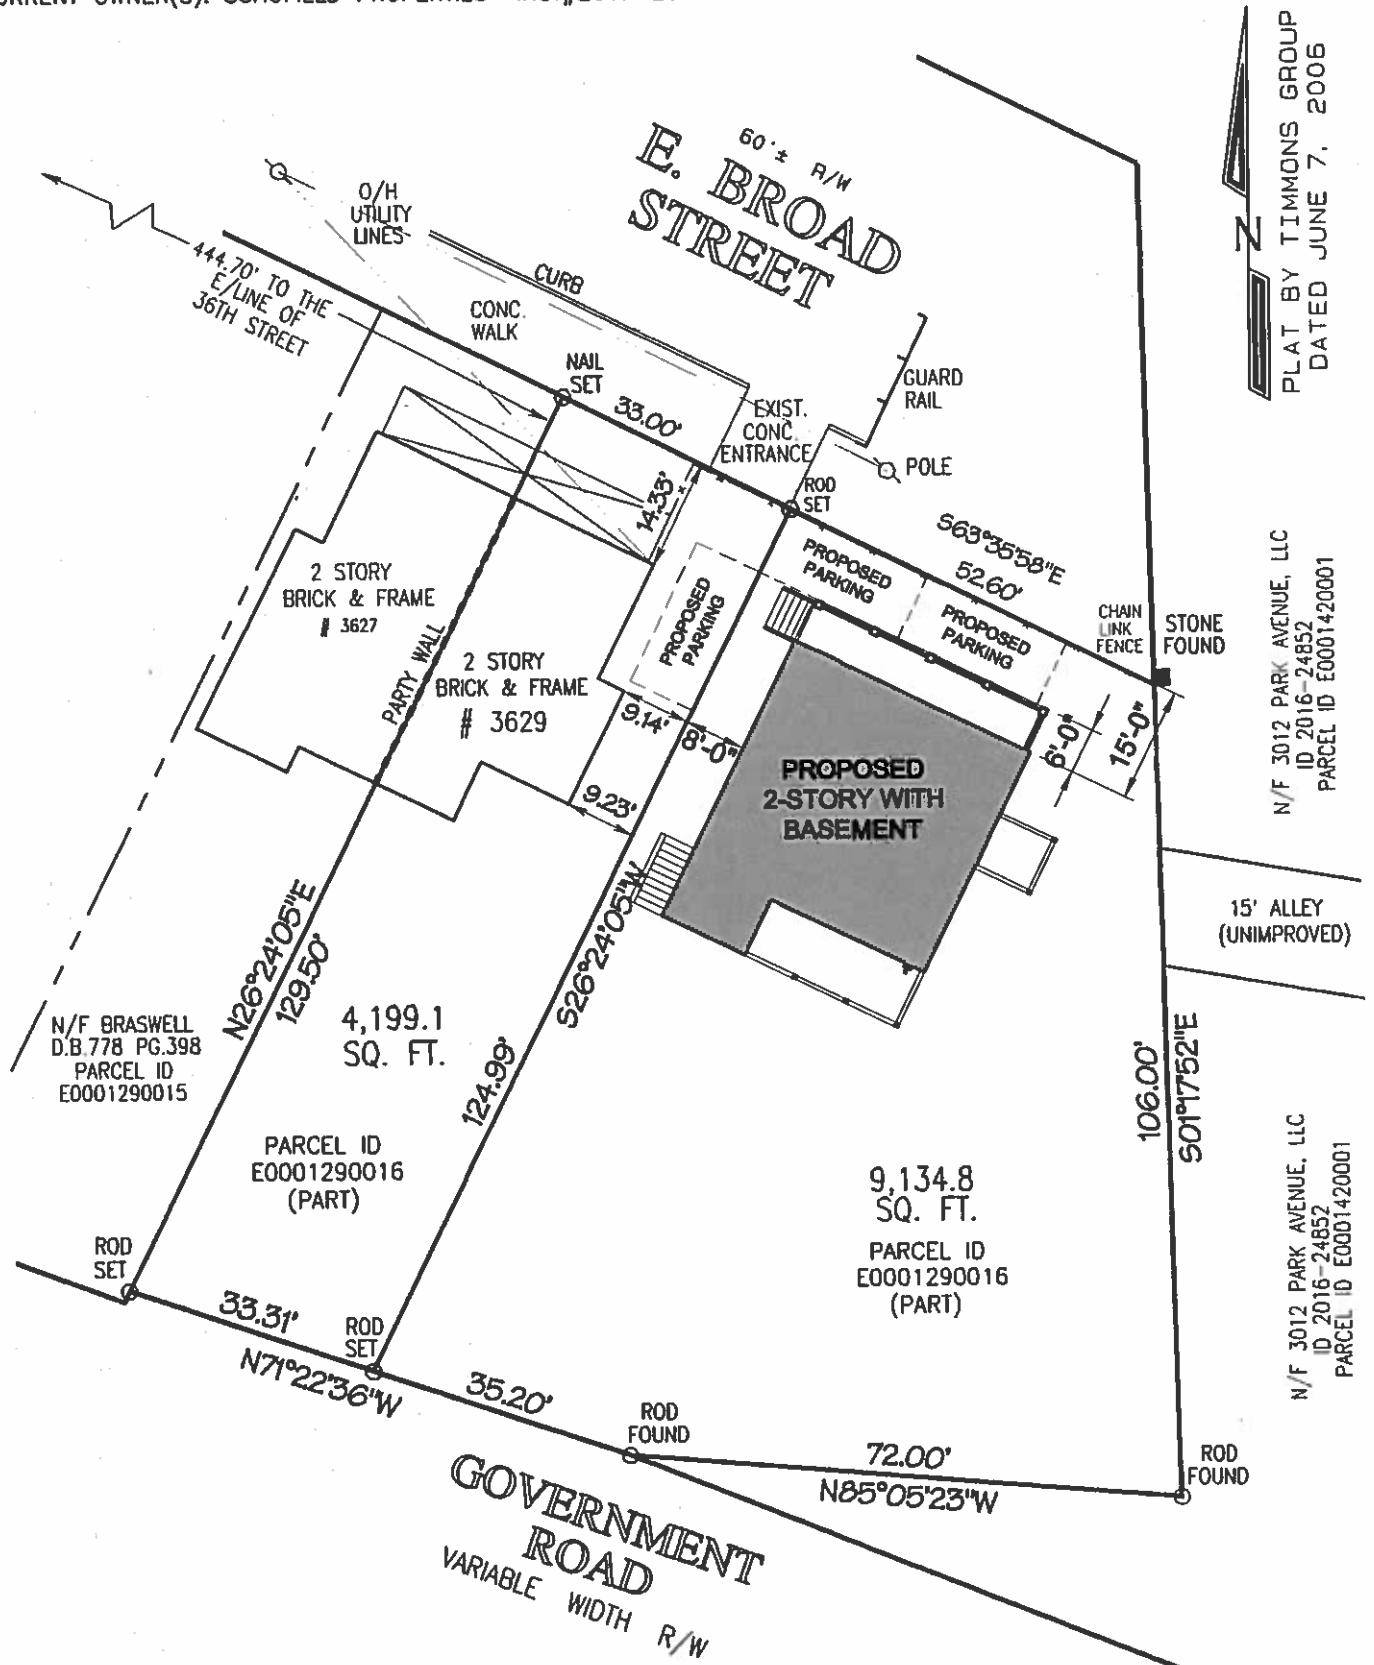 PLAT BY TIMMONS GROUP
DATED JUNE 7, 2006
N
60'± R/W
E. BROAD
STREET
O/H
UTILITY
LINES
CURB
CONC.
WALK
444.70' TO THE
E/LINE OF
36TH STREET
NAIL
SET
33.00'
EXIST.
CONC.
ENTRANCE
GUARD
RAIL
POLE
ROD
SET
14.33'
S63°35'58"E
52.60'
PROPOSED
PARKING
PROPOSED
PARKING
PROPOSED
PARKING
CHAIN
LINK
FENCE
STONE
FOUND
N/F 3012 PARK AVENUE, LLC
ID 2016-24852
PARCEL ID E0001420001
2 STORY
BRICK & FRAME
# 3627
PARTY WALL
2 STORY
BRICK & FRAME
# 3629
9.14'
8'-0"
6'-0"
15'-0"
PROPOSED
2-STORY WITH
BASEMENT
9.23'
15' ALLEY
(UNIMPROVED)
N26°24'05"E
129.50'
S26°24'05"W
124.99'
4,199.1
SQ. FT.
N/F BRASWELL
D.B.778 PG.398
PARCEL ID
E0001290015
PARCEL ID
E0001290016
(PART)
106.00'
S01°17'52"E
9,134.8
SQ. FT.
PARCEL ID
E0001290016
(PART)
N/F 3012 PARK AVENUE, LLC
ID 2016-24852
PARCEL ID E0001420001
ROD
SET
33.31'
ROD
SET
N71°22'36"W
35.20'
ROD
FOUND
72.00'
N85°05'23"W
ROD
FOUND
GOVERNMENT
ROAD
VARIABLE WIDTH R/W